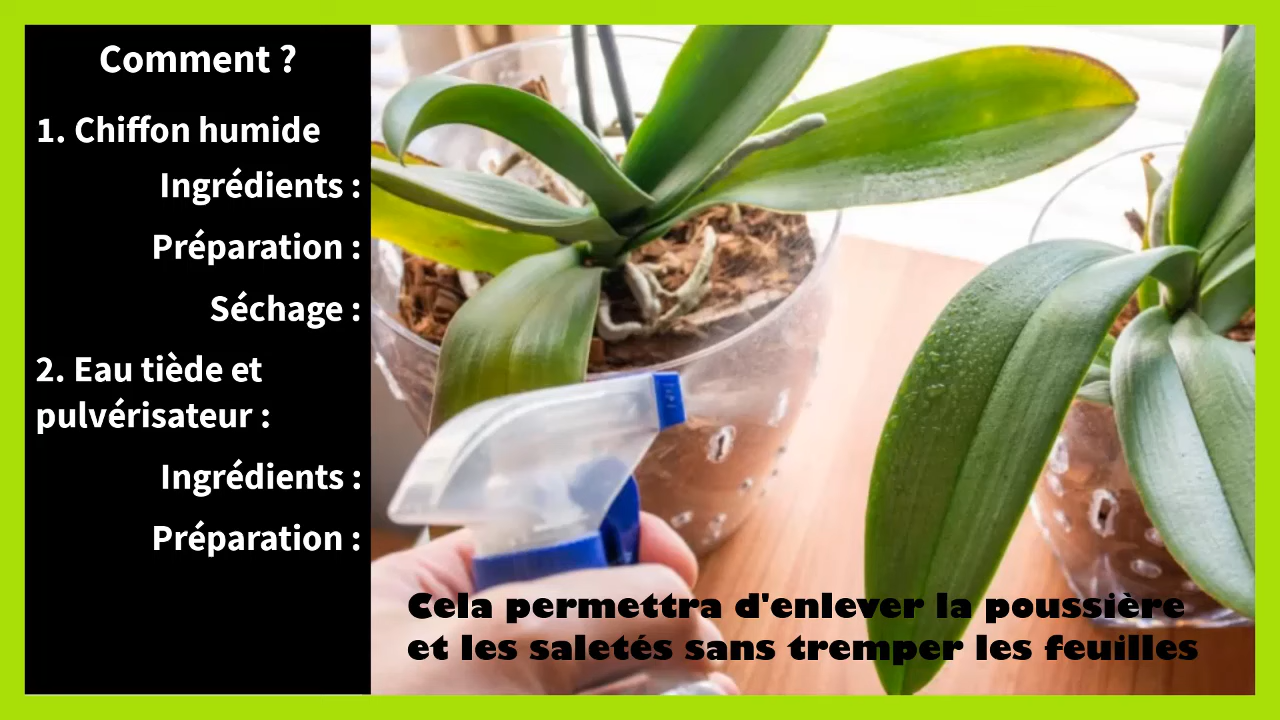 Comment ?
1. Chiffon humide
Ingrédients :
Préparation :
Séchage :
2. Eau tiède et
pulvérisateur :
Ingrédients :
Préparation :
Cela permettra d'enlever la poussière
et les saletés sans tremper les feuilles